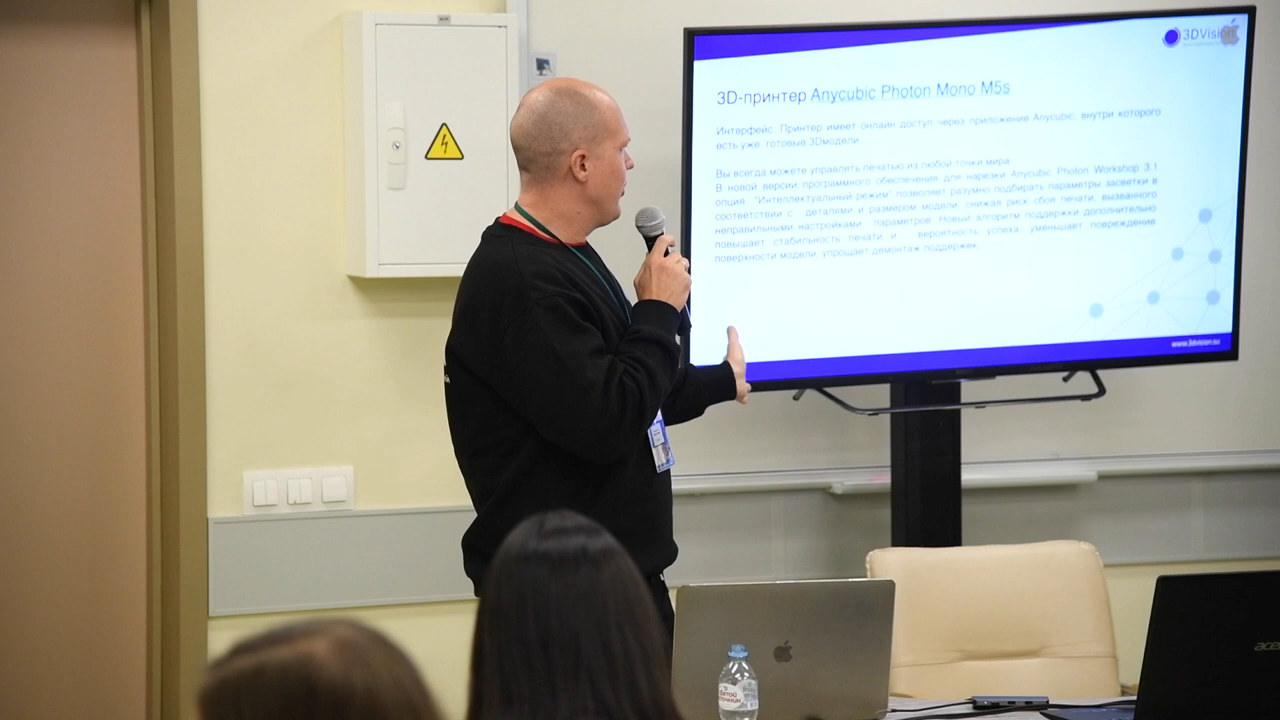 3DVision
3D-принтер Anycubic Photon Mono M5s
Интерфейс. Принтер имеет онлайн доступ через приложение Anycubic, внутри которого
есть уже готовые 3Dмодели.
Вы всегда можете управлять печатью из любой точки мира
В новой версии программного обеспечения для нарезки Anycubic Photon Workshop 3.1
опция "Интеллектуальный режим" позволяет разумно подбирать параметры засветки в
соответствии с деталями и размером модели, снижая риск сбоя печати, вызванного
неправильными настройками параметров. Новый алгоритм поддержки дополнительно
повышает стабильность печати и вероятность успеха, уменьшает повреждение
поверхности модели, упрощает демонтаж поддержек.
www.3dvision.su
acer